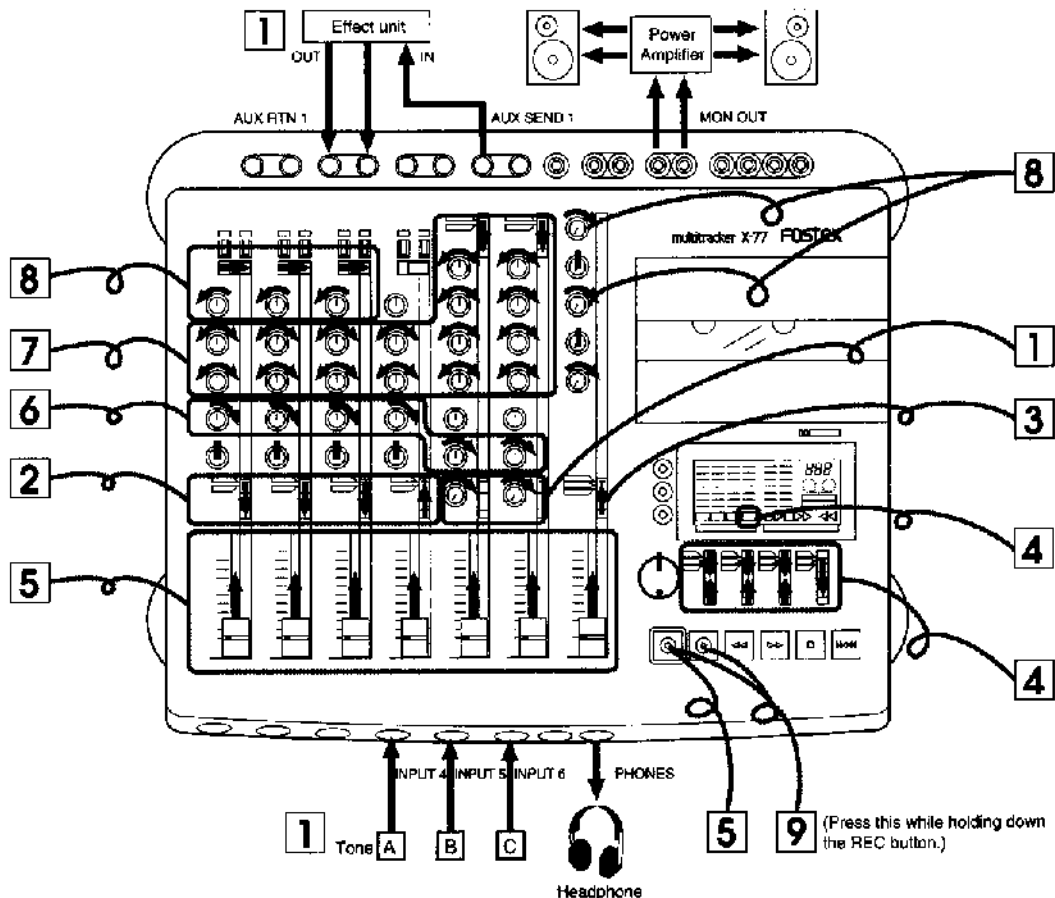 1
Effect unit
OUT
IN
Power
Amplifier
AUX RTN 1
AUX SEND 1
MON OUT
8
multitracker X-77 FOSTEX
8
7
1
6
3
2
888
4
5
4
INPUT 4
INPUT 5
INPUT 6
PHONES
1
Tone A
B
C
5
9
(Press this while holding down
the REC button.)
Headphone